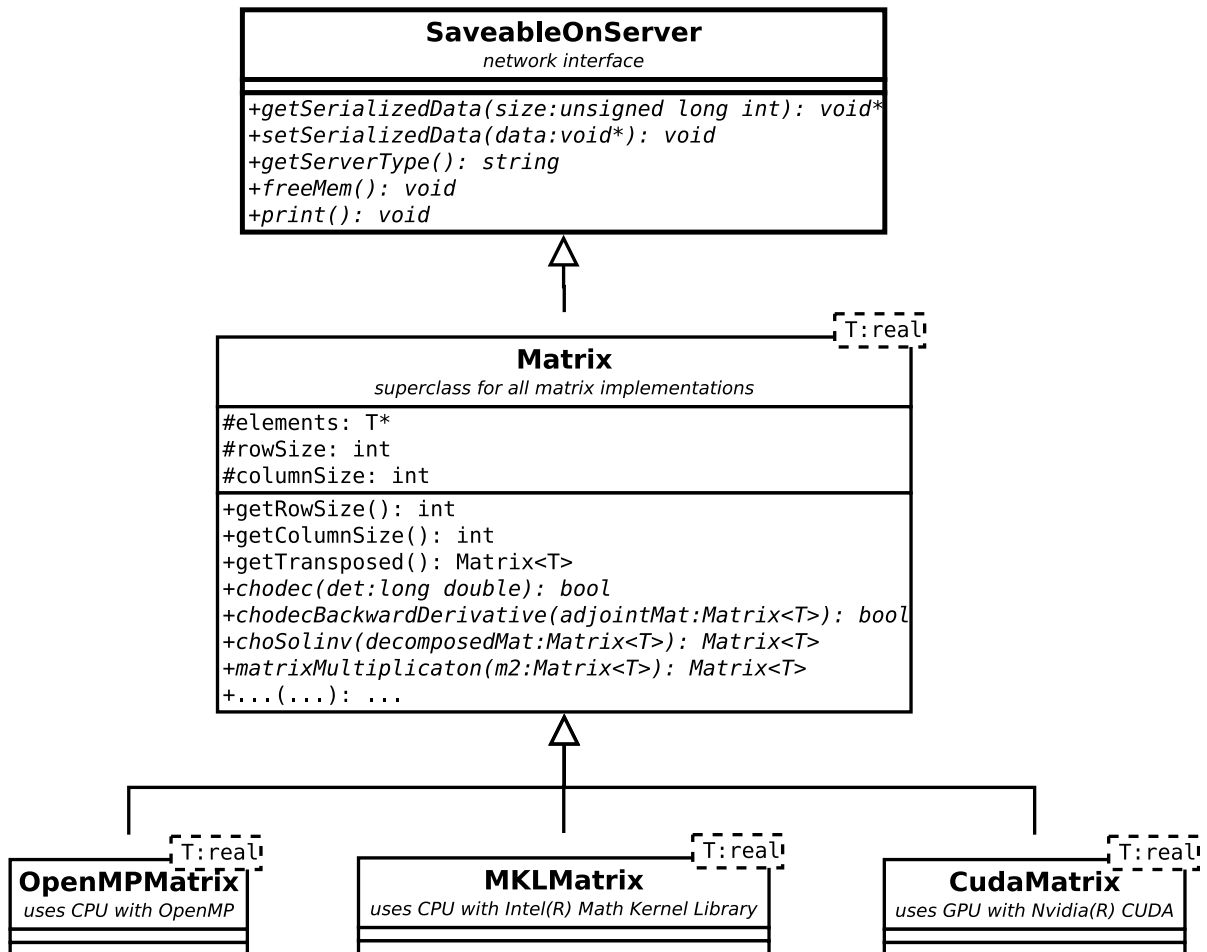 SaveableOnServer
network interface
+getSerializedData(size:unsigned long int): void*
+setSerializedData(data:void*): void
+getServerType(): string
+freeMem(): void
+print(): void
T:real
Matrix
superclass for all matrix implementations
#elements: T*
#rowSize: int
#columnSize: int
+getRowSize(): int
+getColumnSize(): int
+getTransposed(): Matrix<T>
+chodec(det:long double): bool
+chodecBackwardDerivative(adjointMat:Matrix<T>): bool
+choSolinv(decomposedMat:Matrix<T>): Matrix<T>
+matrixMultiplicaton(m2:Matrix<T>): Matrix<T>
+...(...): ...
T:real
OpenMPMatrix
uses CPU with OpenMP
T:real
MKLMatrix
uses CPU with Intel(R) Math Kernel Library
T:real
CudaMatrix
uses GPU with Nvidia(R) CUDA